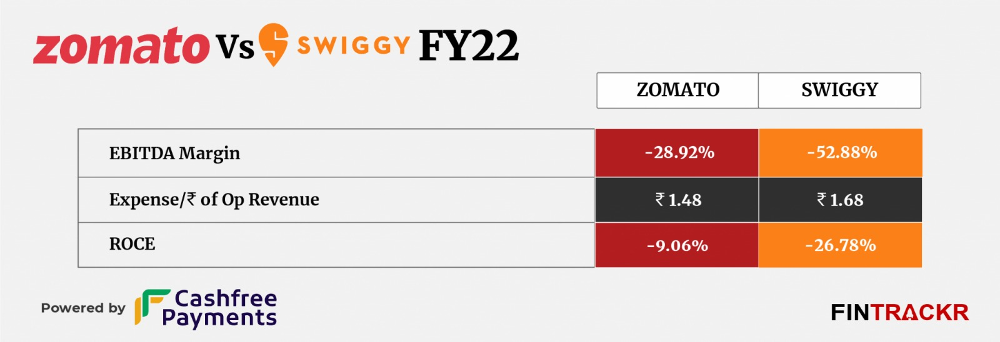 zomato Vs SWIGGY FY22
ZOMATO SWIGGY
EBITDA Margin -28.92% -52.88%
Expense/₹ of Op Revenue ₹ 1.48 ₹ 1.68
ROCE -9.06% -26.78%
Powered by Cashfree Payments
FINTRACKR